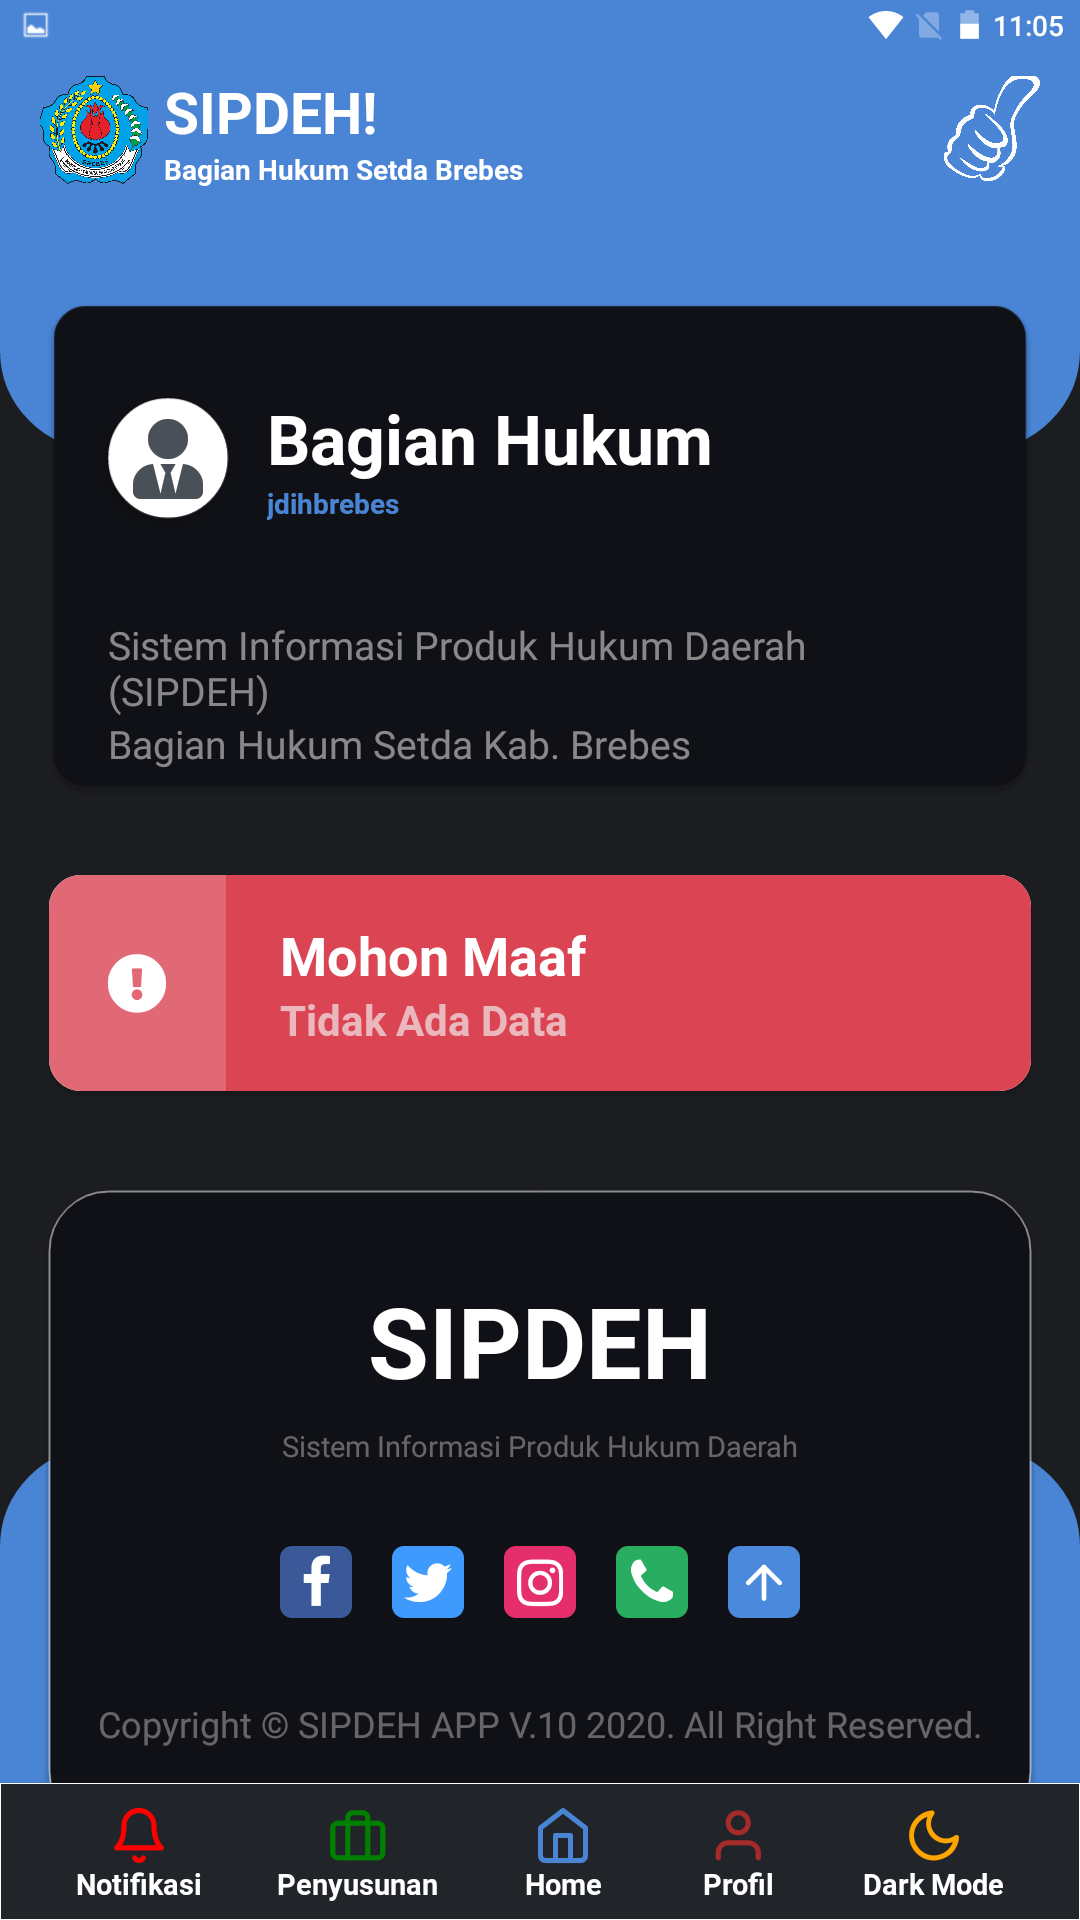 11:05
SIPDEH!
Bagian Hukum Setda Brebes
Bagian Hukum
jdihbrebes
Sistem Informasi Produk Hukum Daerah
(SIPDEH)
Bagian Hukum Setda Kab. Brebes
Mohon Maaf
Tidak Ada Data
SIPDEH
Sistem Informasi Produk Hukum Daerah
Copyright © SIPDEH APP V.10 2020. All Right Reserved.
Notifikasi
Penyusunan
Home
Profil
Dark Mode